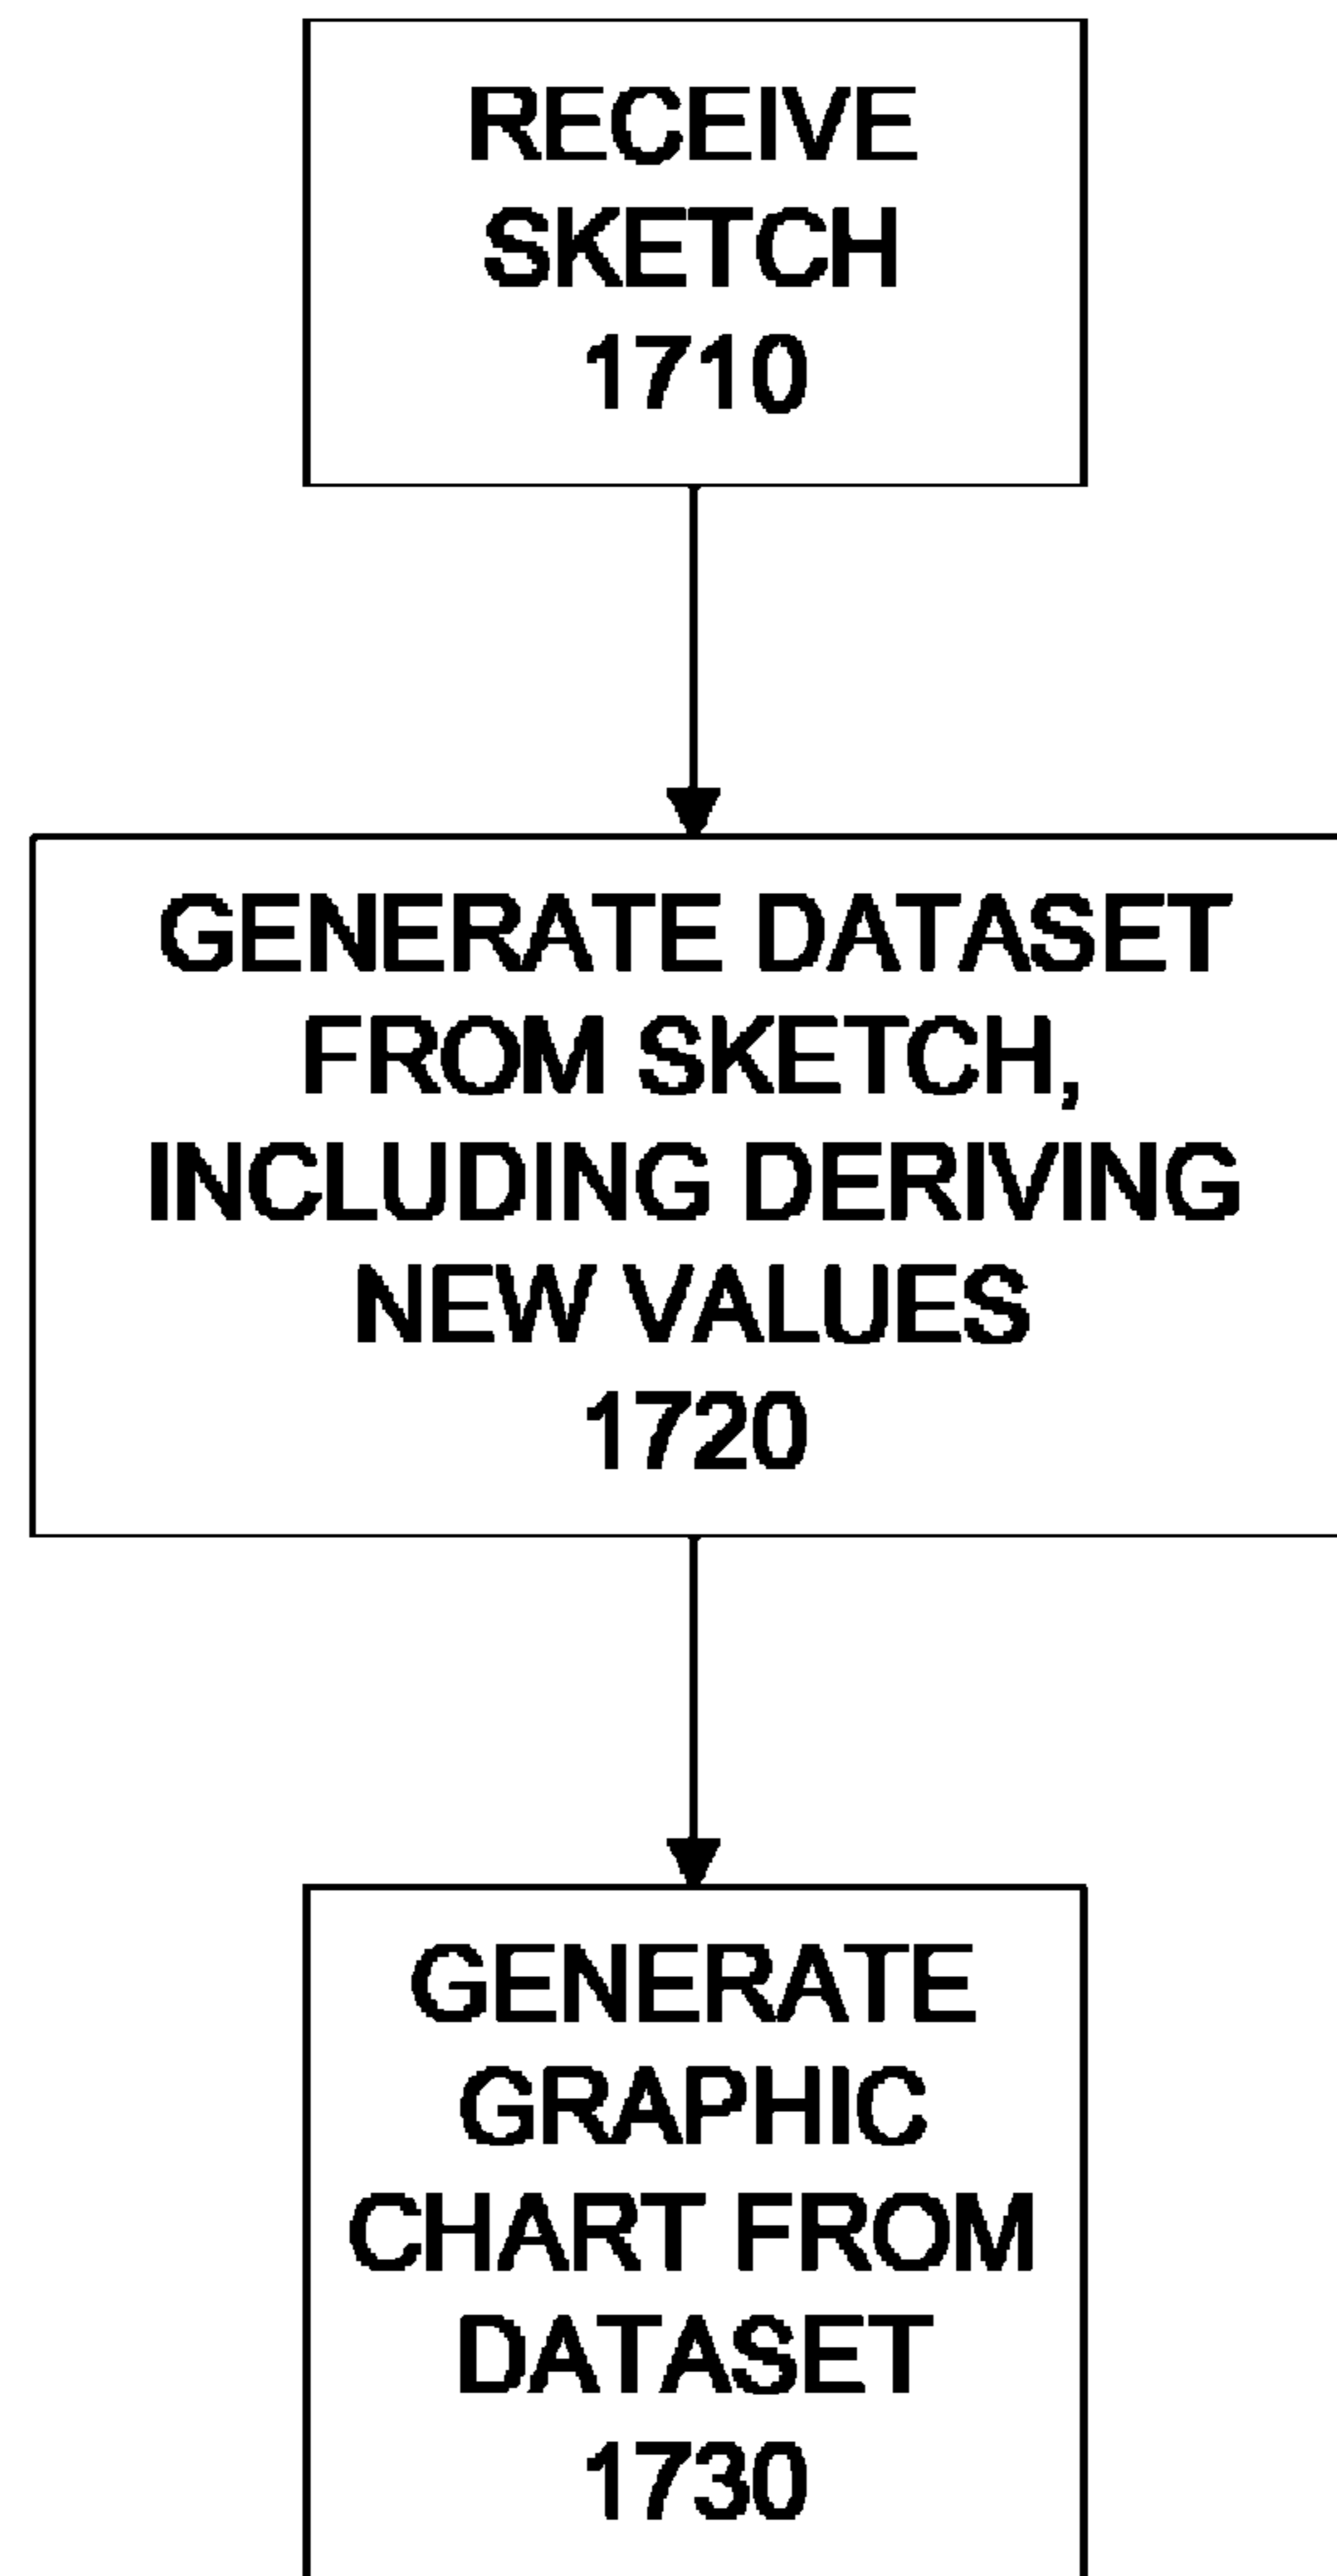 RECEIVE
SKETCH
1710
GENERATE DATASET
FROM SKETCH,
INCLUDING DERIVING
NEW VALUES
1720
GENERATE
GRAPHIC
CHART FROM
DATASET
1730